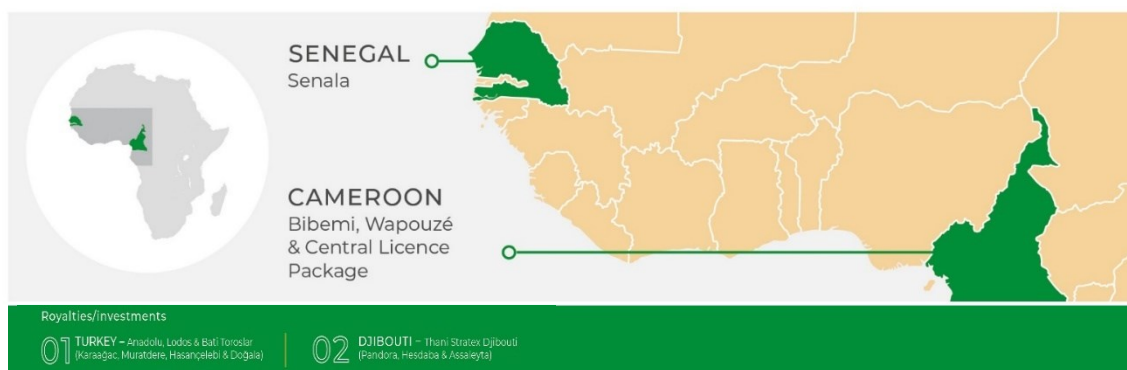 SENEGAL
Senala
CAMEROON
Bibemi, Wapouzé
& Central Licence
Package
Royalties/investments
01 TURKEY – Anadolu, Lodos & Bati Toroslar
(Karaağac, Muratdere, Hasançelebi & Doğala)
02 DJIBOUTI – Thani Stratex Djibouti
(Pandora, Hesdaba & Assaleyta)